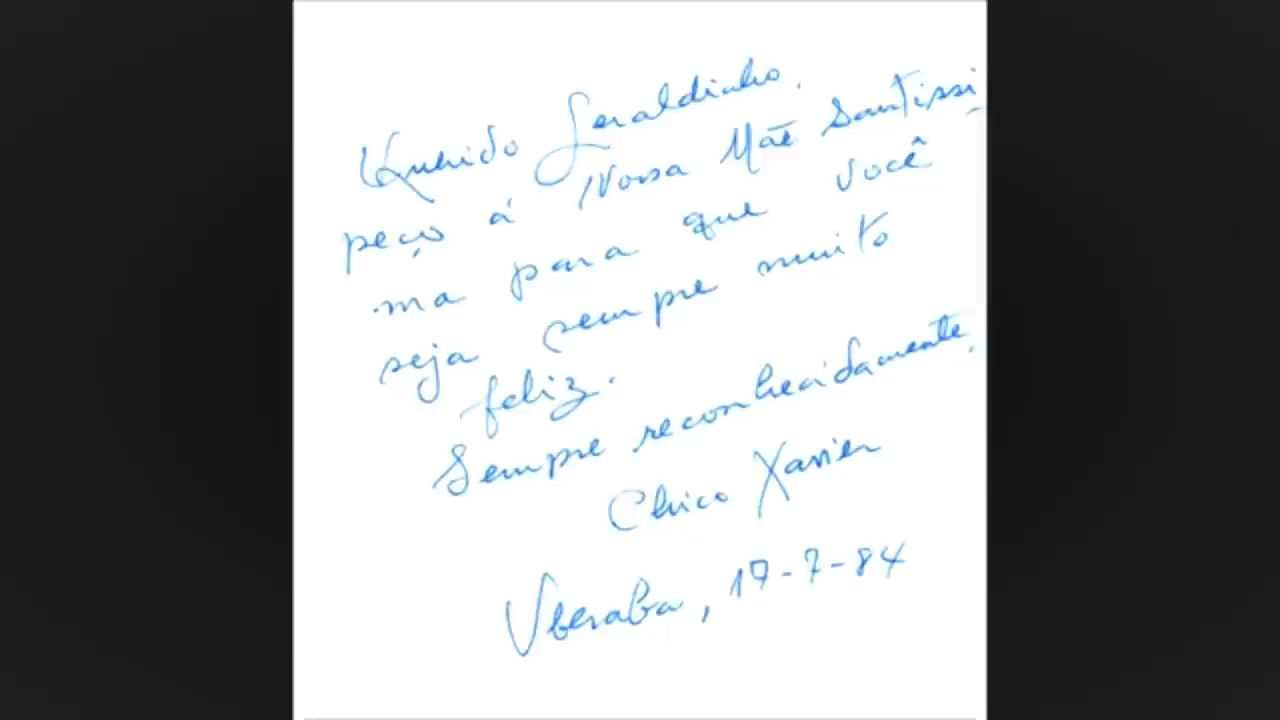 Querido Geraldinho,
peço á Nossa Mãe Santissi-
ma para que você
seja sempre muito
feliz.
Sempre reconhecidamente,
Chico Xavier
Uberaba, 17-7-84